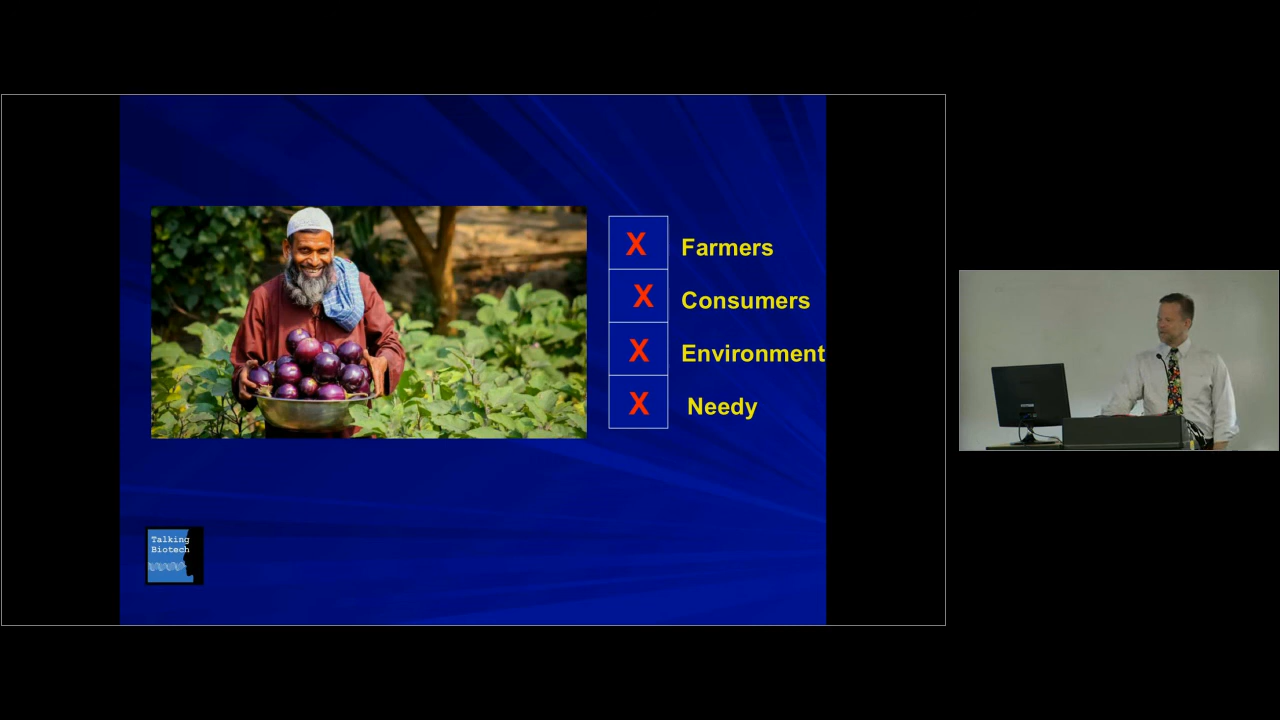 X Farmers
X Consumers
X Environment
X Needy
Talking
Biotech